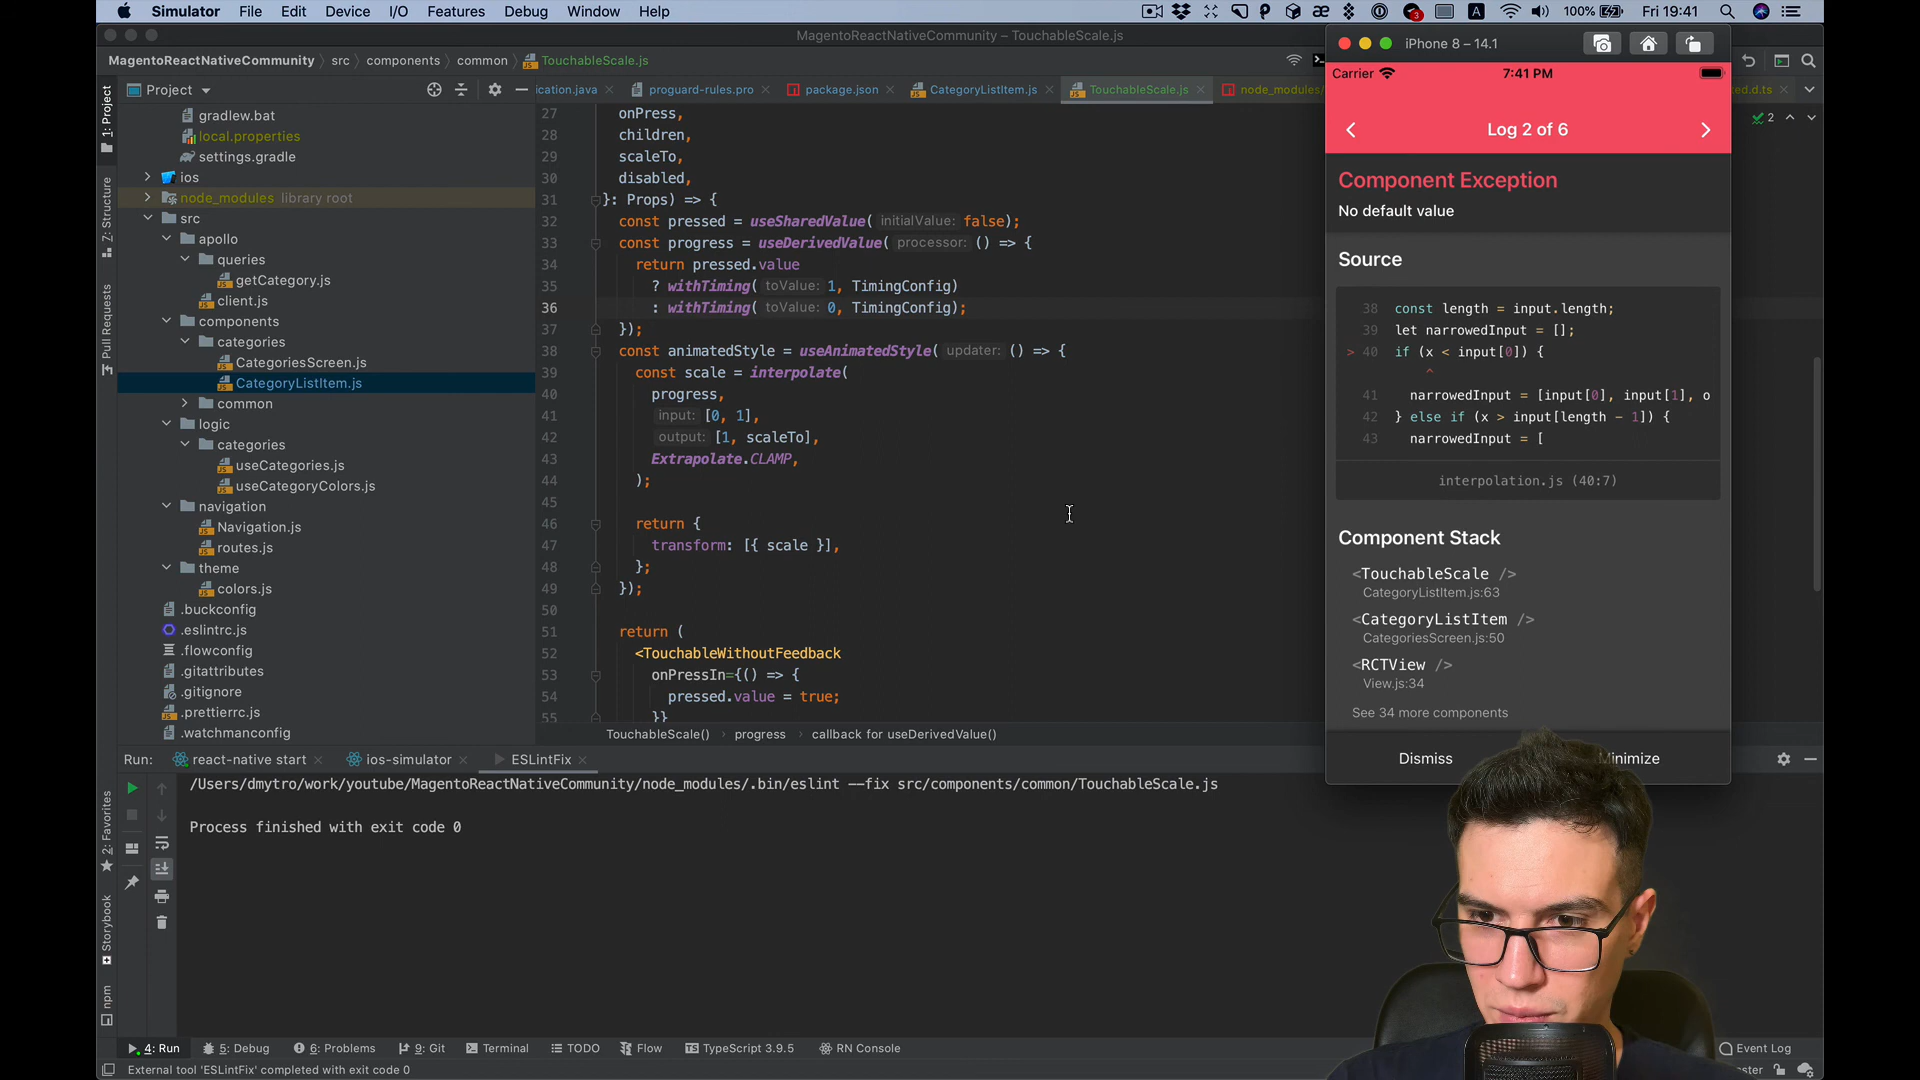 Simulator File Edit Device I/O Features Debug Window Help
3 A 100% Fri 19:41
MagentoReactNativeCommunity – TouchableScale.js
MagentoReactNativeCommunity src components common TouchableScale.js
Project
ication.java proguard-rules.pro package.json CategoryListItem.js TouchableScale.js node_modules/ ed.d.ts
1: Project
Z: Structure
Pull Requests
2: Favorites
Storybook
npm
gradlew.bat
local.properties
settings.gradle
ios
node_modules library root
src
apollo
queries
getCategory.js
client.js
components
categories
CategoriesScreen.js
CategoryListItem.js
common
logic
categories
useCategories.js
useCategoryColors.js
navigation
Navigation.js
routes.js
theme
colors.js
.buckconfig
.eslintrc.js
.flowconfig
.gitattributes
.gitignore
.prettierrc.js
.watchmanconfig
27 onPress,
28 children,
29 scaleTo,
30 disabled,
31 }: Props) => {
32 const pressed = useSharedValue( initialValue: false);
33 const progress = useDerivedValue( processor: () => {
34 return pressed.value
35 ? withTiming( toValue: 1, TimingConfig)
36 : withTiming( toValue: 0, TimingConfig);
37 });
38 const animatedStyle = useAnimatedStyle( updater: () => {
39 const scale = interpolate(
40 progress,
41 input: [0, 1],
42 output: [1, scaleTo],
43 Extrapolate.CLAMP,
44 );
45
46 return {
47 transform: [{ scale }],
48 };
49 });
50
51 return (
52 <TouchableWithoutFeedback
53 onPressIn={() => {
54 pressed.value = true;
55 }}
TouchableScale() progress callback for useDerivedValue()
2
iPhone 8 – 14.1
Carrier 7:41 PM
Log 2 of 6
Component Exception
No default value
Source
38 const length = input.length;
39 let narrowedInput = [];
> 40 if (x < input[0]) {
^
41 narrowedInput = [input[0], input[1], o
42 } else if (x > input[length - 1]) {
43 narrowedInput = [
interpolation.js (40:7)
Component Stack
<TouchableScale />
CategoryListItem.js:63
<CategoryListItem />
CategoriesScreen.js:50
<RCTView />
View.js:34
See 34 more components
Dismiss Minimize
Run: react-native start ios-simulator ESLintFix
/Users/dmytro/work/youtube/MagentoReactNativeCommunity/node_modules/.bin/eslint --fix src/components/common/TouchableScale.js
Process finished with exit code 0
4: Run 5: Debug 6: Problems 9: Git Terminal TODO Flow TypeScript 3.9.5 RN Console Event Log
External tool 'ESLintFix' completed with exit code 0